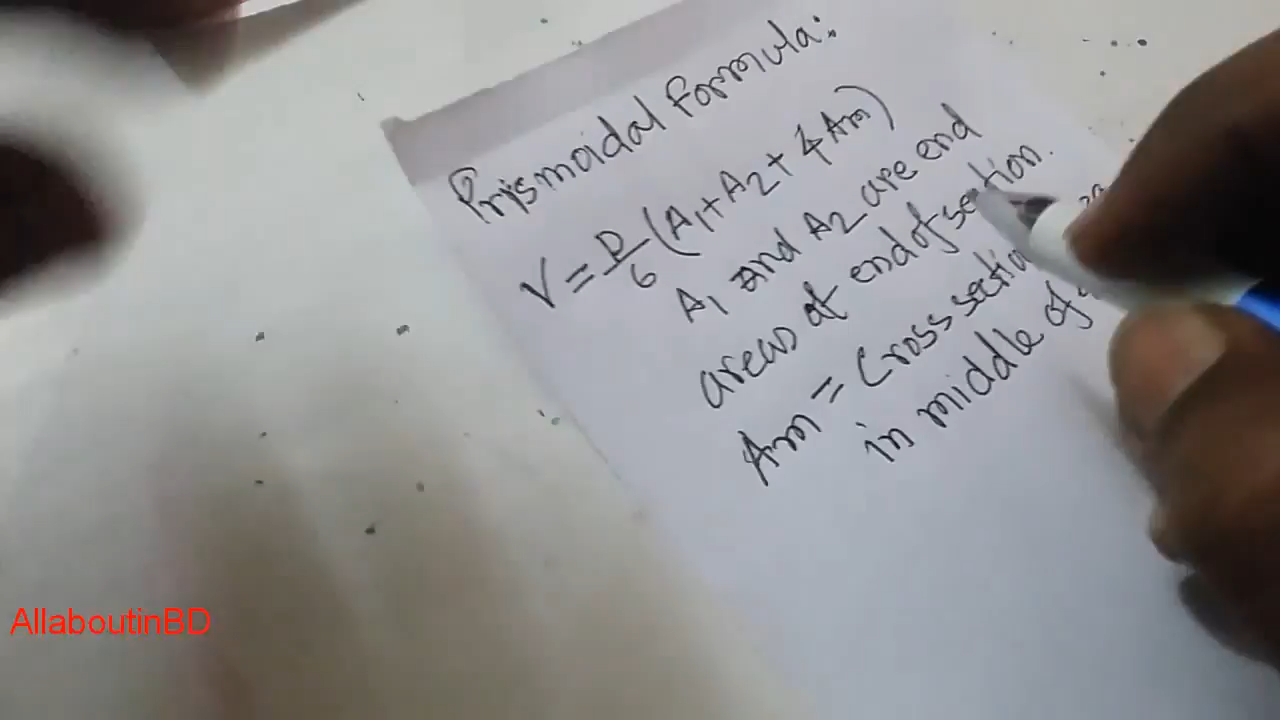 Prismoidal Formula:
V = D/6 (A1+A2+4Am)
A1 and A2 are end
areas of end of section.
Am = Cross section
in middle of
AllaboutinBD